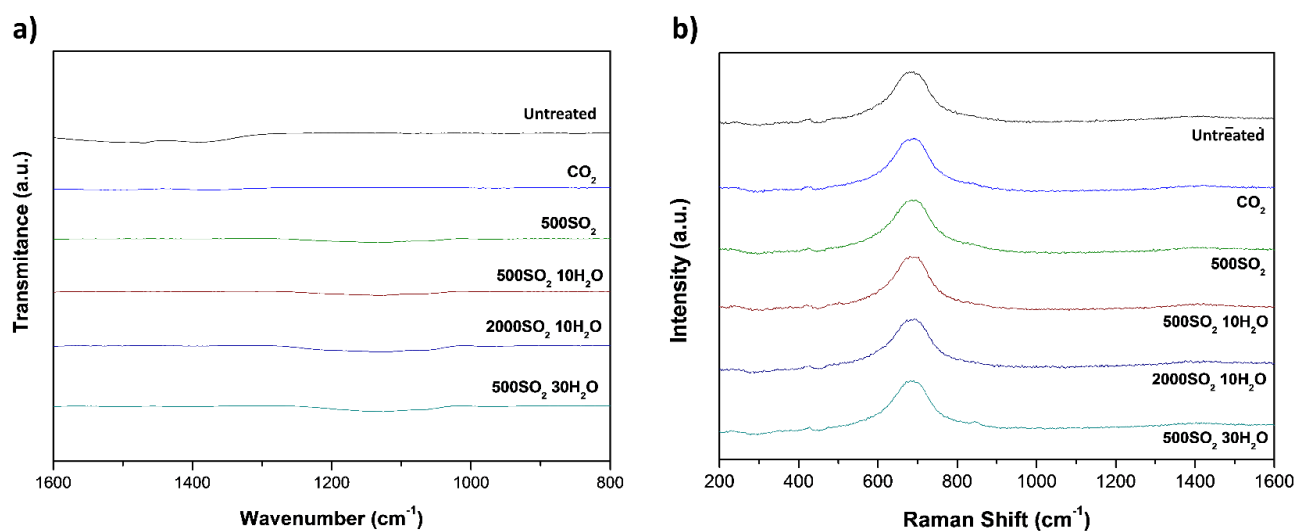 a)
Transmitance (a.u.)
Untreated
CO₂
500SO₂
500SO₂ 10H₂O
2000SO₂ 10H₂O
500SO₂ 30H₂O
1600 1400 1200 1000 800
Wavenumber (cm⁻¹)
b)
Intensity (a.u.)
Untreated
CO₂
500SO₂
500SO₂ 10H₂O
2000SO₂ 10H₂O
500SO₂ 30H₂O
200 400 600 800 1000 1200 1400 1600
Raman Shift (cm⁻¹)